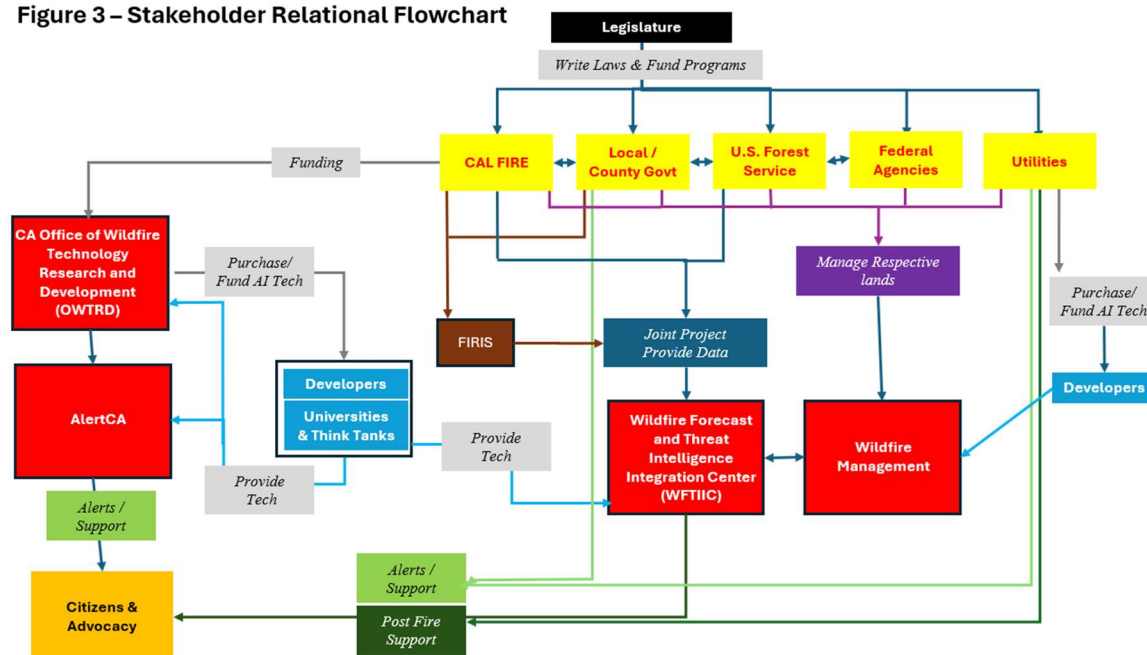 Figure 3 – Stakeholder Relational Flowchart
Legislature
Write Laws & Fund Programs
Funding
CAL FIRE
Local /
County Govt
U.S. Forest
Service
Federal
Agencies
Utilities
CA Office of Wildfire
Technology
Research and
Development
(OWTRD)
Purchase/
Fund AI Tech
Manage Respective
lands
Purchase/
Fund AI Tech
FIRIS
Joint Project
Provide Data
Developers
Universities
& Think Tanks
Developers
AlertCA
Provide
Tech
Provide
Tech
Wildfire Forecast
and Threat
Intelligence
Integration Center
(WFTIIC)
Wildfire
Management
Alerts /
Support
Alerts /
Support
Citizens &
Advocacy
Post Fire
Support